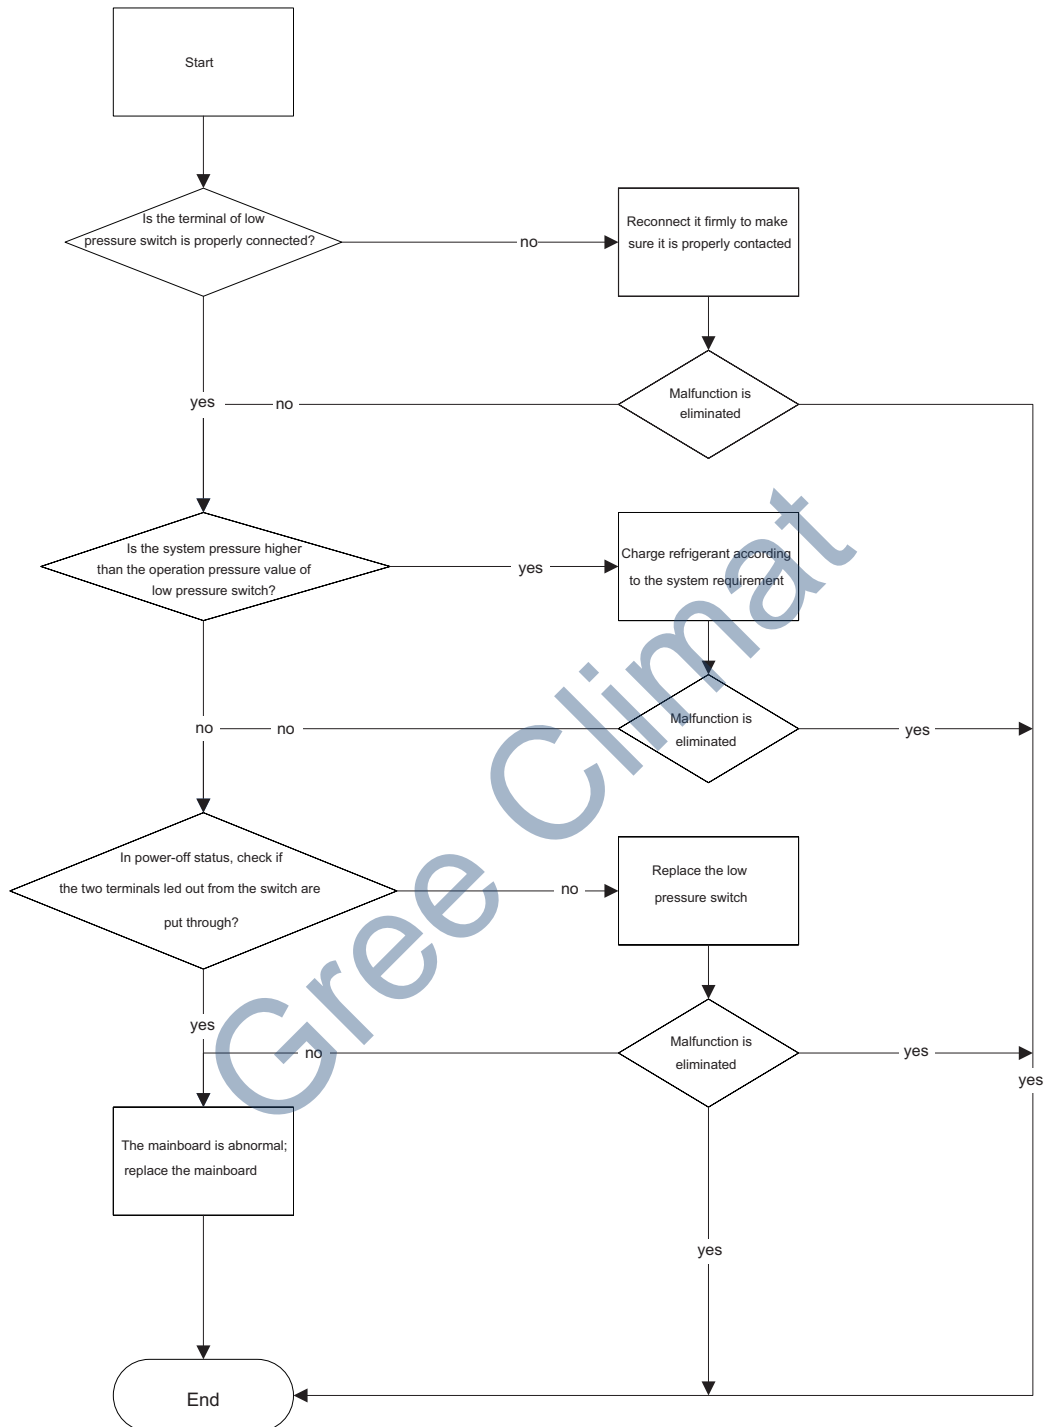 Start
Is the terminal of low
pressure switch is properly connected?
no
Reconnect it firmly to make
sure it is properly contacted
yes
no
Malfunction is
eliminated
Is the system pressure higher
than the operation pressure value of
low pressure switch?
yes
Charge refrigerant according
to the system requirement
no
no
Malfunction is
eliminated
yes
In power-off status, check if
the two terminals led out from the switch are
put through?
no
Replace the low
pressure switch
yes
no
Malfunction is
eliminated
yes
yes
The mainboard is abnormal;
replace the mainboard
yes
End
Gree Climat